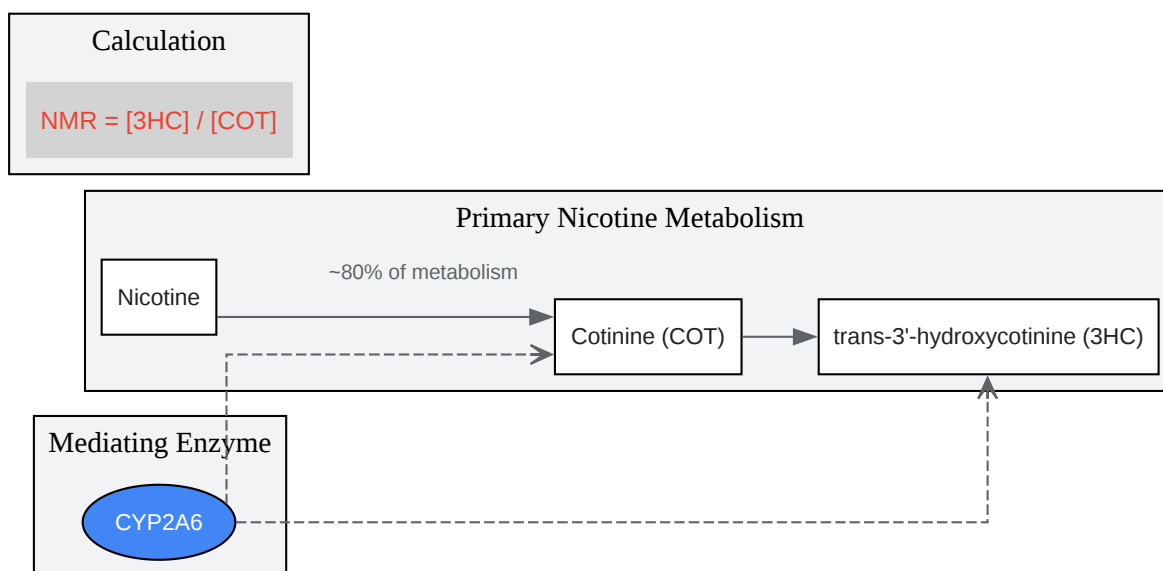 Calculation
NMR = [3HC] / [COT]
Primary Nicotine Metabolism
~80% of metabolism
Nicotine
Cotinine (COT)
trans-3'-hydroxycotinine (3HC)
Mediating Enzyme
CYP2A6